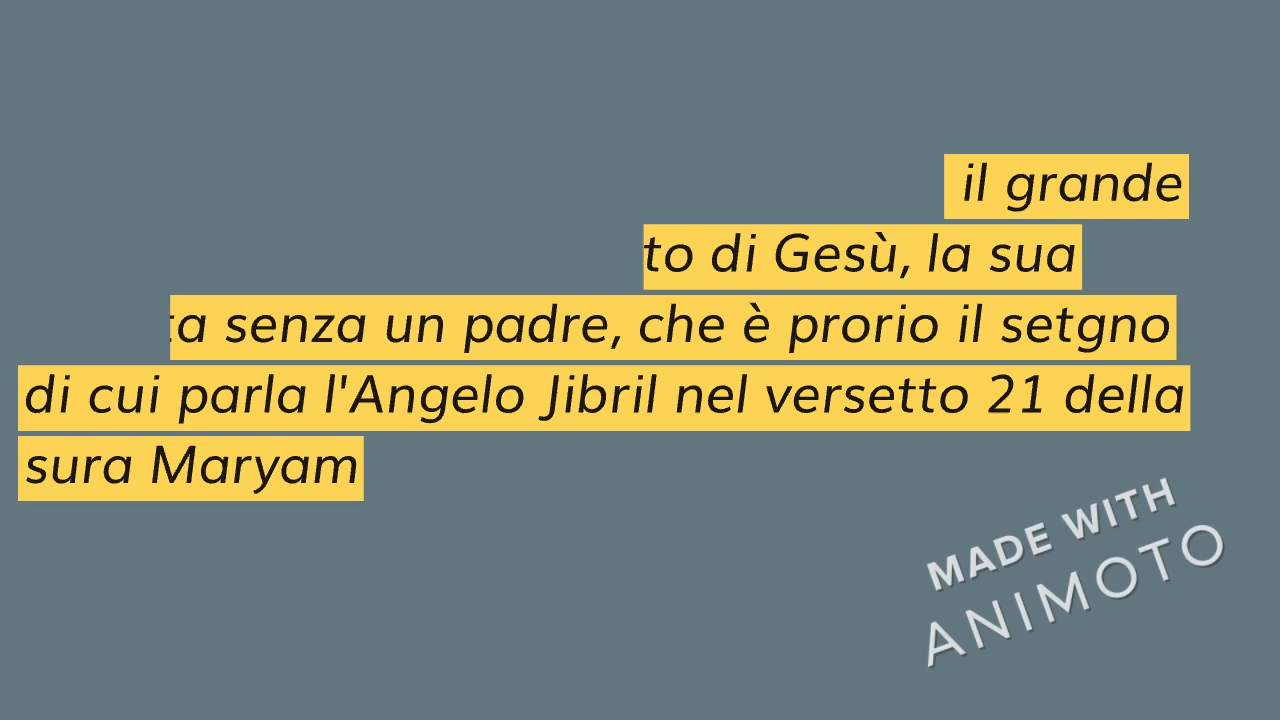 il grande
to di Gesù, la sua
senza un padre, che è prorio il setgno
di cui parla l'Angelo Jibril nel versetto 21 della
sura Maryam
MADE WITH
ANIMOTO